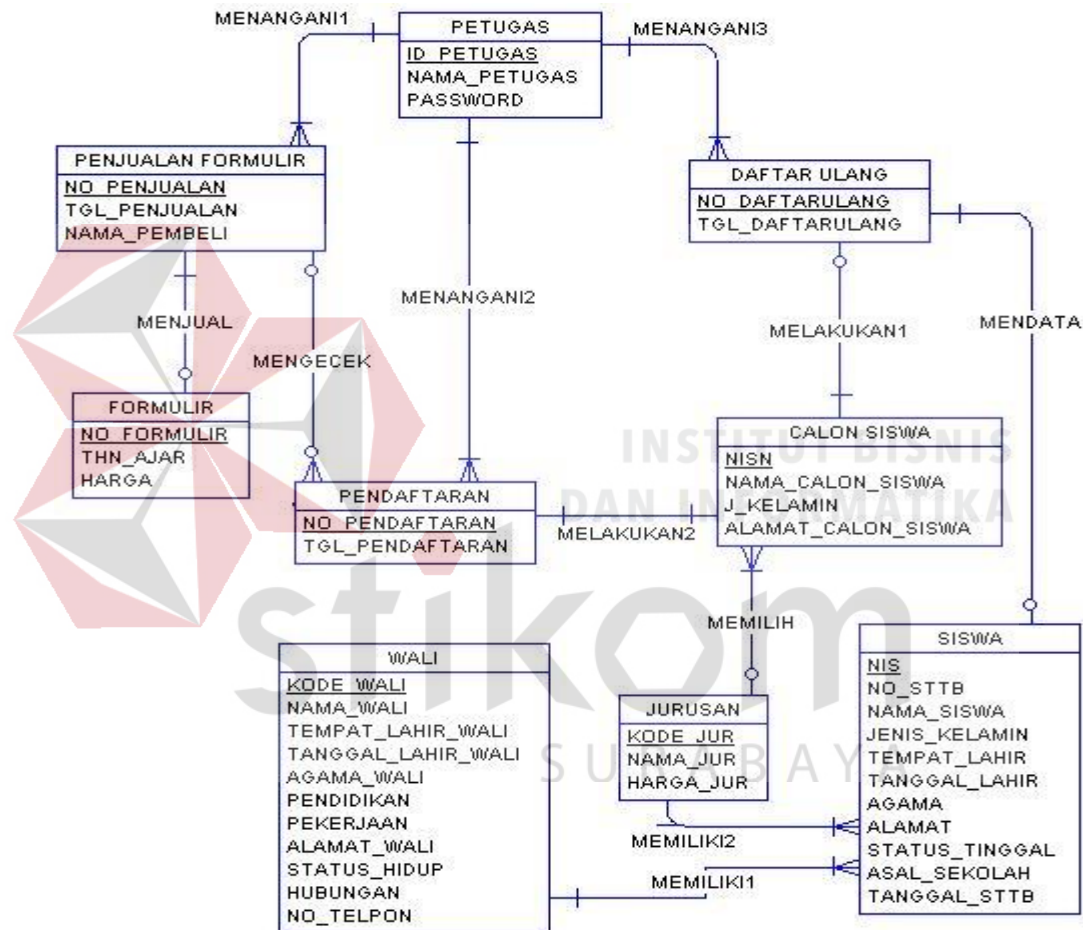 MENANGANI1
PETUGAS
ID_PETUGAS
NAMA_PETUGAS
PASSWORD
MENANGANI3
PENJUALAN FORMULIR
NO_PENJUALAN
TGL_PENJUALAN
NAMA_PEMBELI
DAFTAR ULANG
NO_DAFTARULANG
TGL_DAFTARULANG
MENANGANI2
MENJUAL
MENGECEK
MELAKUKAN1
MENDATA
FORMULIR
NO_FORMULIR
THN_AJAR
HARGA
CALON SISWA
NISN
NAMA_CALON_SISWA
J_KELAMIN
ALAMAT_CALON_SISWA
INSTITUT BISNIS
DAN INFORMATIKA
PENDAFTARAN
NO_PENDAFTARAN
TGL_PENDAFTARAN
MELAKUKAN2
stikom
SURABAYA
MEMILIH
WALI
KODE_WALI
NAMA_WALI
TEMPAT_LAHIR_WALI
TANGGAL_LAHIR_WALI
AGAMA_WALI
PENDIDIKAN
PEKERJAAN
ALAMAT_WALI
STATUS_HIDUP
HUBUNGAN
NO_TELPON
JURUSAN
KODE_JUR
NAMA_JUR
HARGA_JUR
MEMILIKI2
MEMILIKI1
SISWA
NIS
NO_STTB
NAMA_SISWA
JENIS_KELAMIN
TEMPAT_LAHIR
TANGGAL_LAHIR
AGAMA
ALAMAT
STATUS_TINGGAL
ASAL_SEKOLAH
TANGGAL_STTB